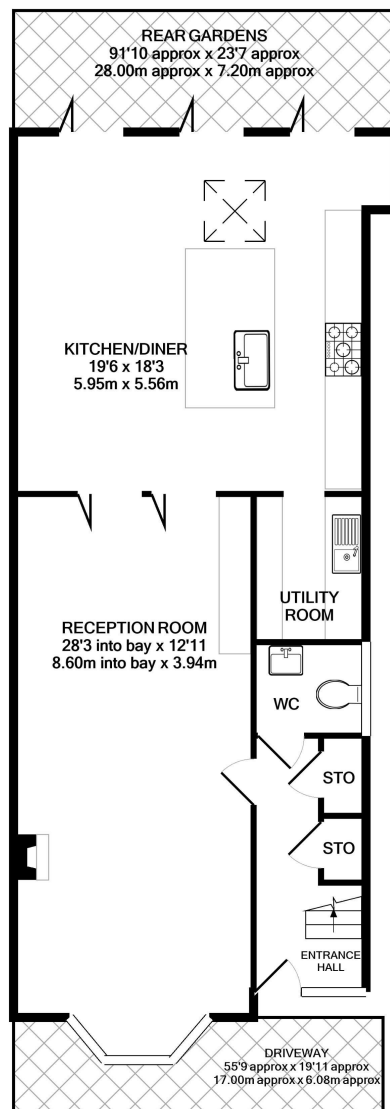 REAR GARDENS
91'10 approx x 23'7 approx
28.00m approx x 7.20m approx
KITCHEN/DINER
19'6 x 18'3
5.95m x 5.56m
UTILITY
ROOM
RECEPTION ROOM
28'3 into bay x 12'11
8.60m into bay x 3.94m
WC
STO
STO
ENTRANCE
HALL
DRIVEWAY
55'9 approx x 19'11 approx
17.00m approx x 6.08m approx